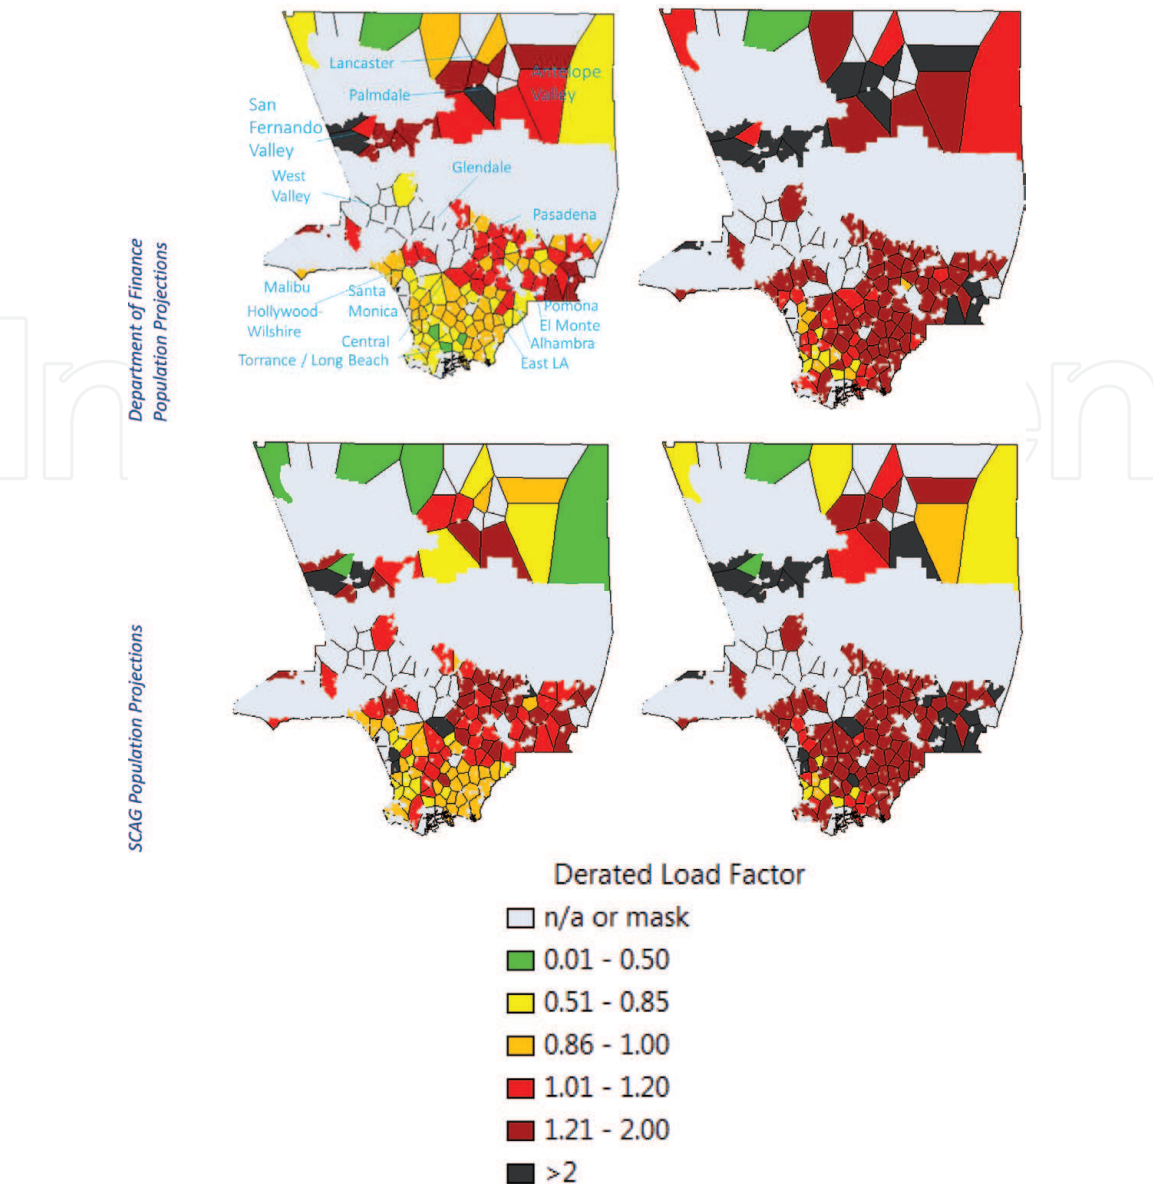 Lancaster
Antelope
Valley
Palmdale
San
Fernando
Valley
Glendale
West
Valley
Pasadena
Malibu
Santa
Monica
Hollywood-
Wilshire
Pomona
El Monte
Central
Alhambra
Torrance / Long Beach
East LA
Department of Finance
Population Projections
SCAG Population Projections
Derated Load Factor
n/a or mask
0.01 - 0.50
0.51 - 0.85
0.86 - 1.00
1.01 - 1.20
1.21 - 2.00
>2